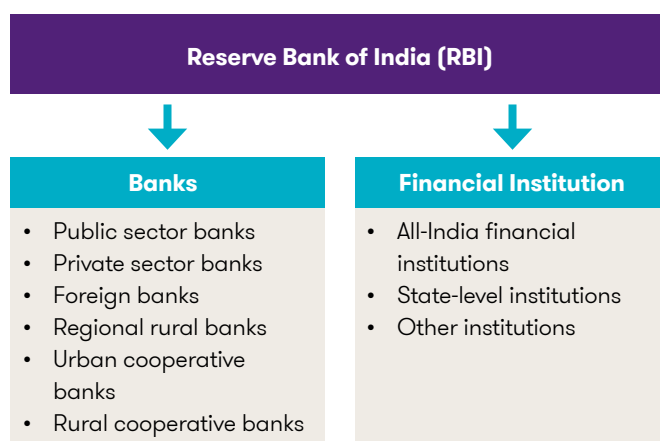 Reserve Bank of India (RBI)
Banks
• Public sector banks
• Private sector banks
• Foreign banks
• Regional rural banks
• Urban cooperative
banks
• Rural cooperative banks
Financial Institution
• All-India financial
institutions
• State-level institutions
• Other institutions